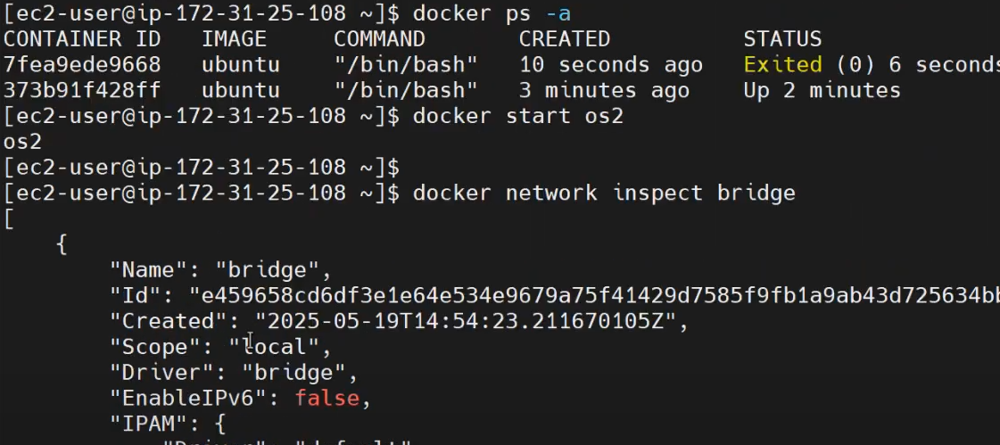 [ec2-user@ip-172-31-25-108 ~]$ docker ps -a
CONTAINER ID   IMAGE     COMMAND       CREATED          STATUS
7fea9ede9668   ubuntu    "/bin/bash"   10 seconds ago   Exited (0) 6 seconds
373b91f428ff   ubuntu    "/bin/bash"   3 minutes ago    Up 2 minutes
[ec2-user@ip-172-31-25-108 ~]$ docker start os2
os2
[ec2-user@ip-172-31-25-108 ~]$
[ec2-user@ip-172-31-25-108 ~]$ docker network inspect bridge
[
    {
        "Name": "bridge",
        "Id": "e459658cd6df3e1e64e534e9679a75f41429d7585f9fb1a9ab43d725634b
        "Created": "2025-05-19T14:54:23.211670105Z",
        "Scope": "local",
        "Driver": "bridge",
        "EnableIPv6": false,
        "IPAM": {
            "Driver": "default"